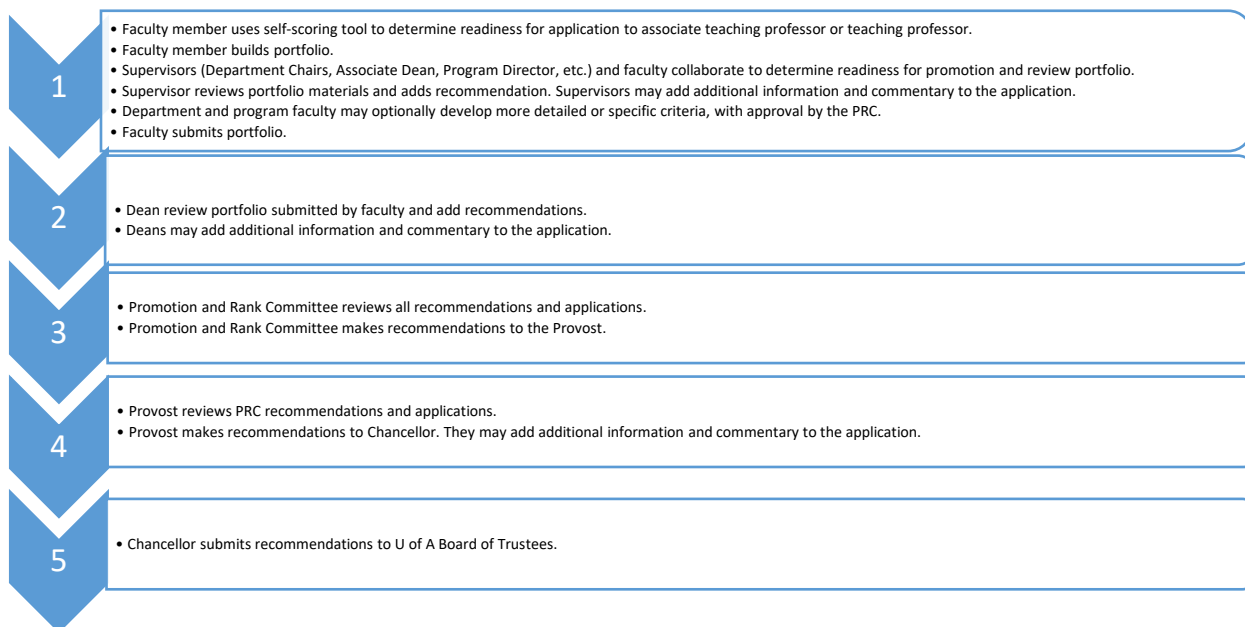 1
• Faculty member uses self-scoring tool to determine readiness for application to associate teaching professor or teaching professor.
• Faculty member builds portfolio.
• Supervisors (Department Chairs, Associate Dean, Program Director, etc.) and faculty collaborate to determine readiness for promotion and review portfolio.
• Supervisor reviews portfolio materials and adds recommendation. Supervisors may add additional information and commentary to the application.
• Department and program faculty may optionally develop more detailed or specific criteria, with approval by the PRC.
• Faculty submits portfolio.
2
• Dean review portfolio submitted by faculty and add recommendations.
• Deans may add additional information and commentary to the application.
3
• Promotion and Rank Committee reviews all recommendations and applications.
• Promotion and Rank Committee makes recommendations to the Provost.
4
• Provost reviews PRC recommendations and applications.
• Provost makes recommendations to Chancellor. They may add additional information and commentary to the application.
5
• Chancellor submits recommendations to U of A Board of Trustees.